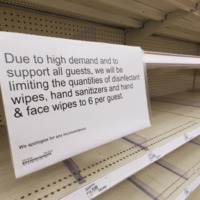 Due to high demand and to
support all guests, we will be
limiting the quantities of disinfectant
wipes, hand sanitizers and hand
& face wipes to 6 per guest.
We apologize for any inconvenience.